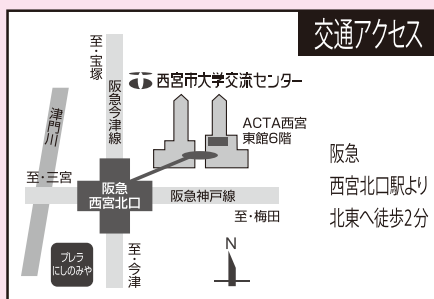 交通アクセス
至・宝塚
阪急今津線
西宮市大学交流センター
ACTA西宮
東館6階
津門川
至・三宮
阪急
西宮北口
阪急神戸線
至・梅田
プレラ
にしのみや
至・今津
N
阪急
西宮北口駅より
北東へ徒歩2分